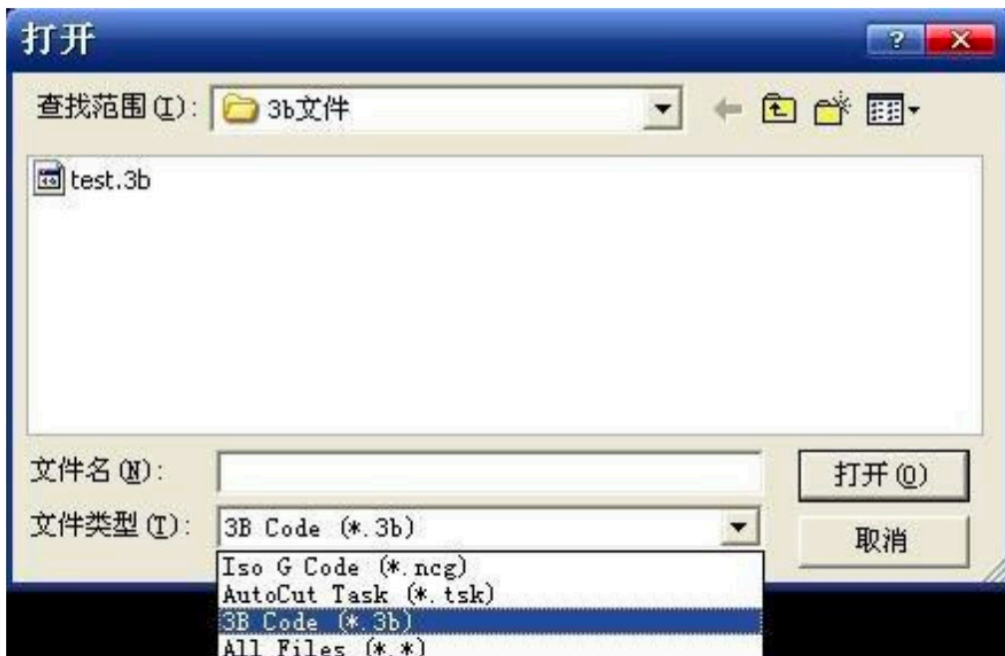 打开
查找范围(I): 3b文件
test.3b
文件名(N): 打开(O)
文件类型(T): 3B Code (*.3b)
取消
Iso G Code (*.ncg)
AutoCut Task (*.tsk)
3B Code (*.3b)
All Files (*.*)